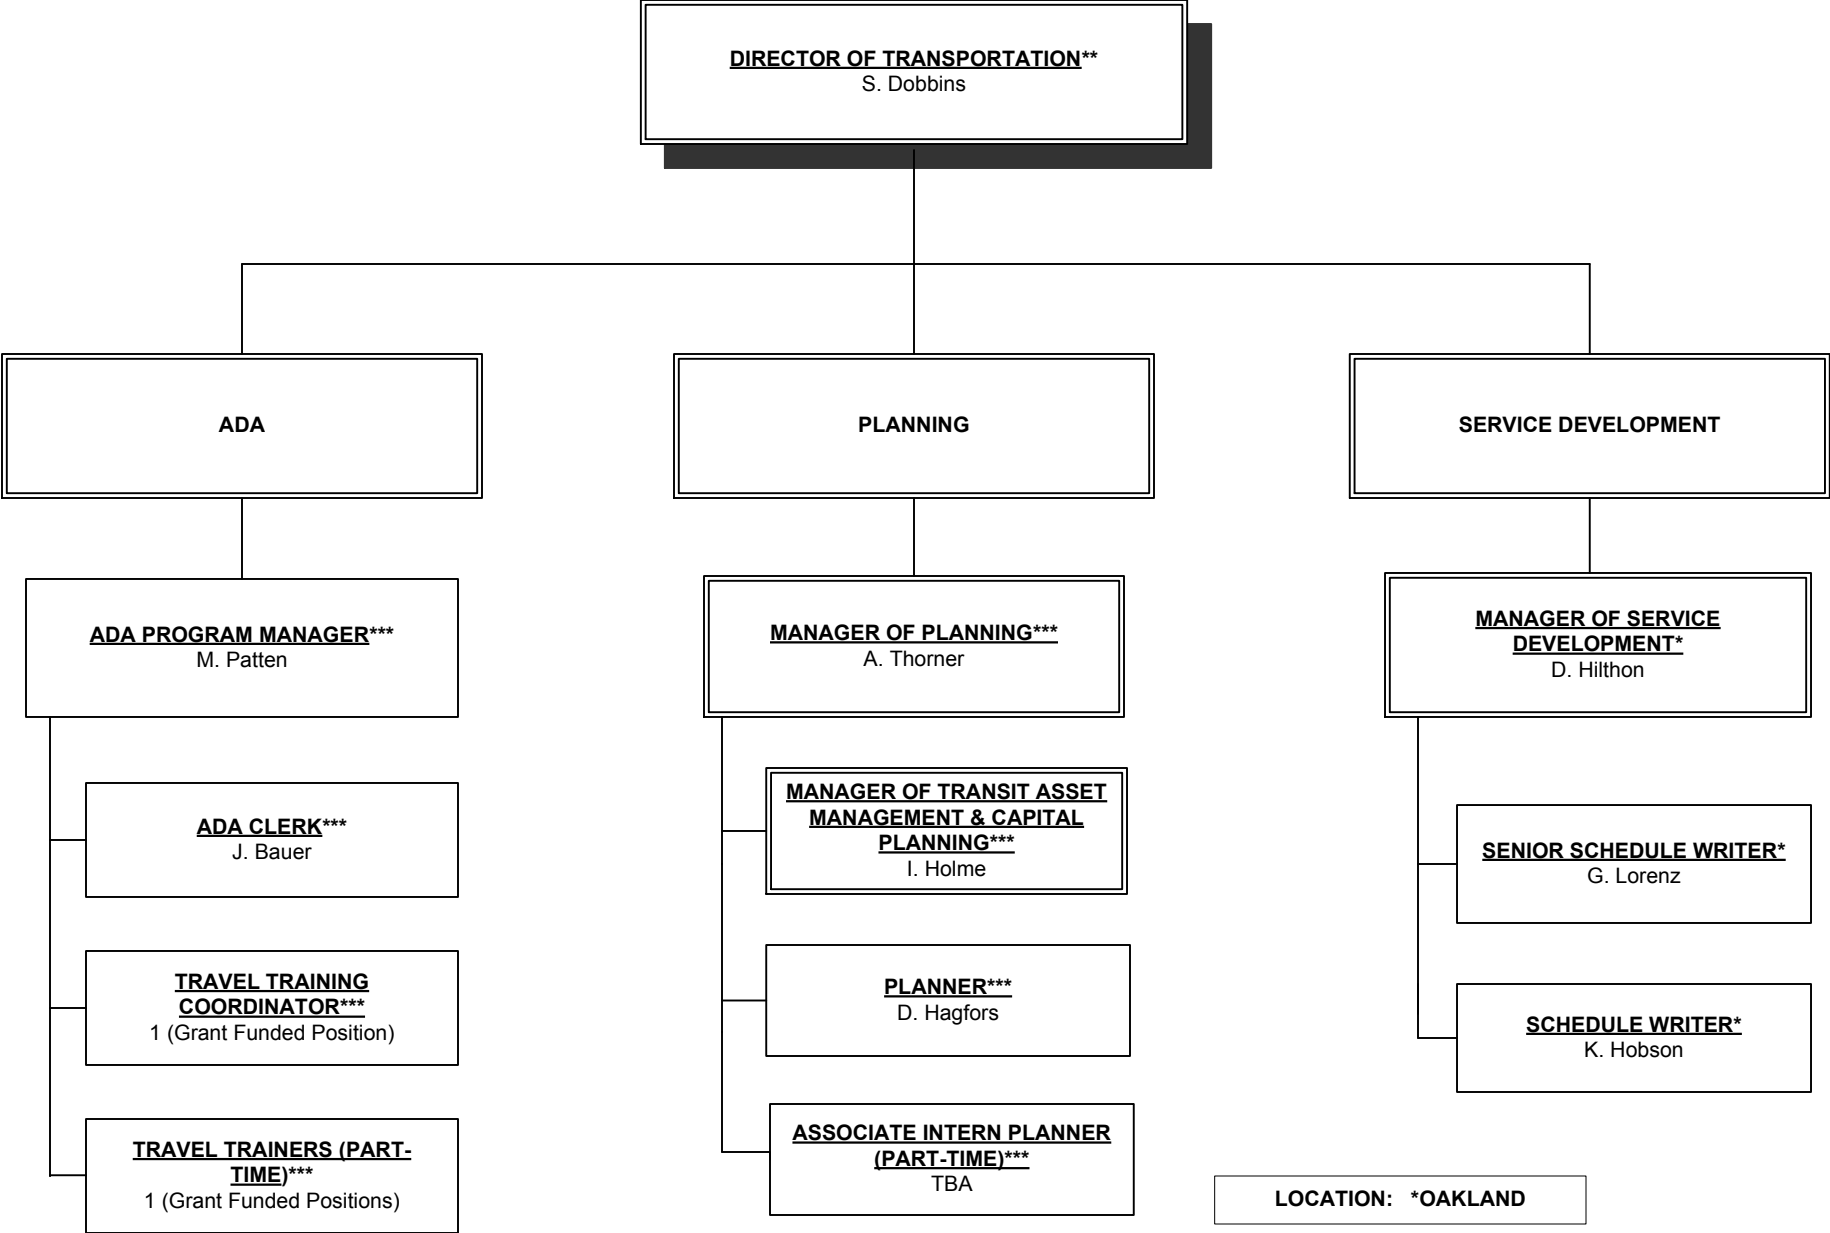 DIRECTOR OF TRANSPORTATION**
S. Dobbins
ADA
PLANNING
SERVICE DEVELOPMENT
ADA PROGRAM MANAGER***
M. Patten
MANAGER OF PLANNING***
A. Thorner
MANAGER OF SERVICE
DEVELOPMENT*
D. Hilthon
ADA CLERK***
J. Bauer
TRAVEL TRAINING
COORDINATOR***
1 (Grant Funded Position)
TRAVEL TRAINERS (PART-
TIME)***
1 (Grant Funded Positions)
MANAGER OF TRANSIT ASSET
MANAGEMENT & CAPITAL
PLANNING***
I. Holme
PLANNER***
D. Hagfors
ASSOCIATE INTERN PLANNER
(PART-TIME)***
TBA
SENIOR SCHEDULE WRITER*
G. Lorenz
SCHEDULE WRITER*
K. Hobson
LOCATION: *OAKLAND